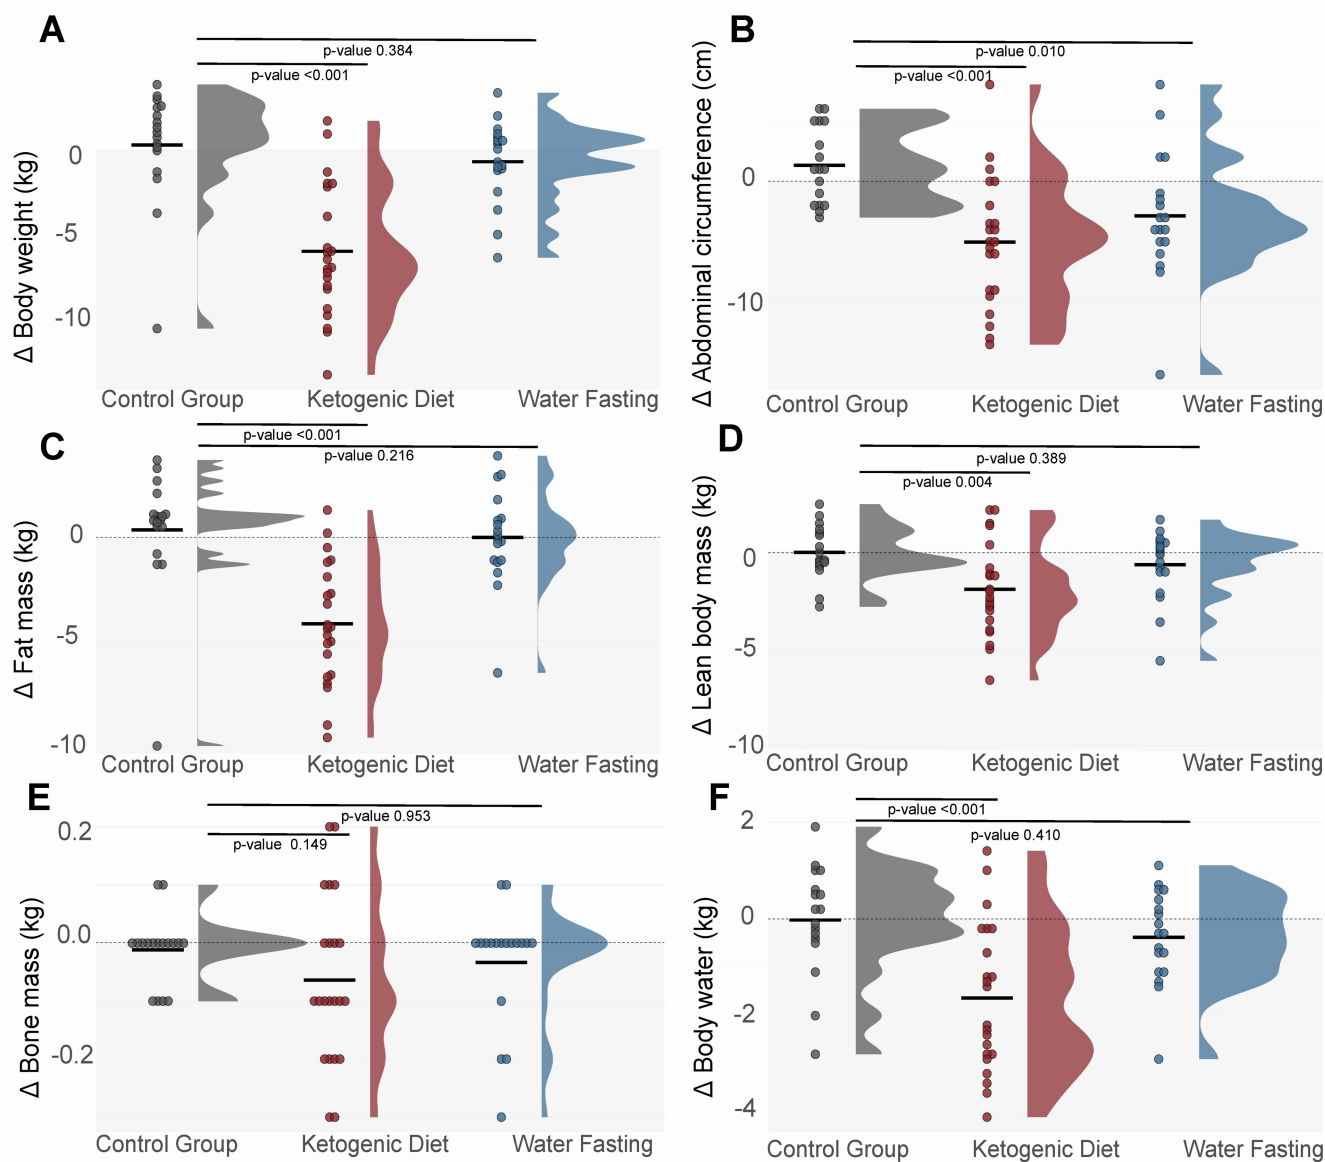 A
p-value 0.384
p-value <0.001
Δ Body weight (kg)
0
-5
-10
Control Group
Ketogenic Diet
Water Fasting
B
p-value 0.010
p-value <0.001
Δ Abdominal circumference (cm)
0
-10
Control Group
Ketogenic Diet
Water Fasting
C
p-value <0.001
p-value 0.216
Δ Fat mass (kg)
0
-5
-10
Control Group
Ketogenic Diet
Water Fasting
D
p-value 0.389
p-value 0.004
Δ Lean body mass (kg)
0
-5
-10
Control Group
Ketogenic Diet
Water Fasting
E
p-value 0.953
p-value 0.149
Δ Bone mass (kg)
0.2
0.0
-0.2
Control Group
Ketogenic Diet
Water Fasting
F
p-value <0.001
p-value 0.410
Δ Body water (kg)
2
0
-2
-4
Control Group
Ketogenic Diet
Water Fasting